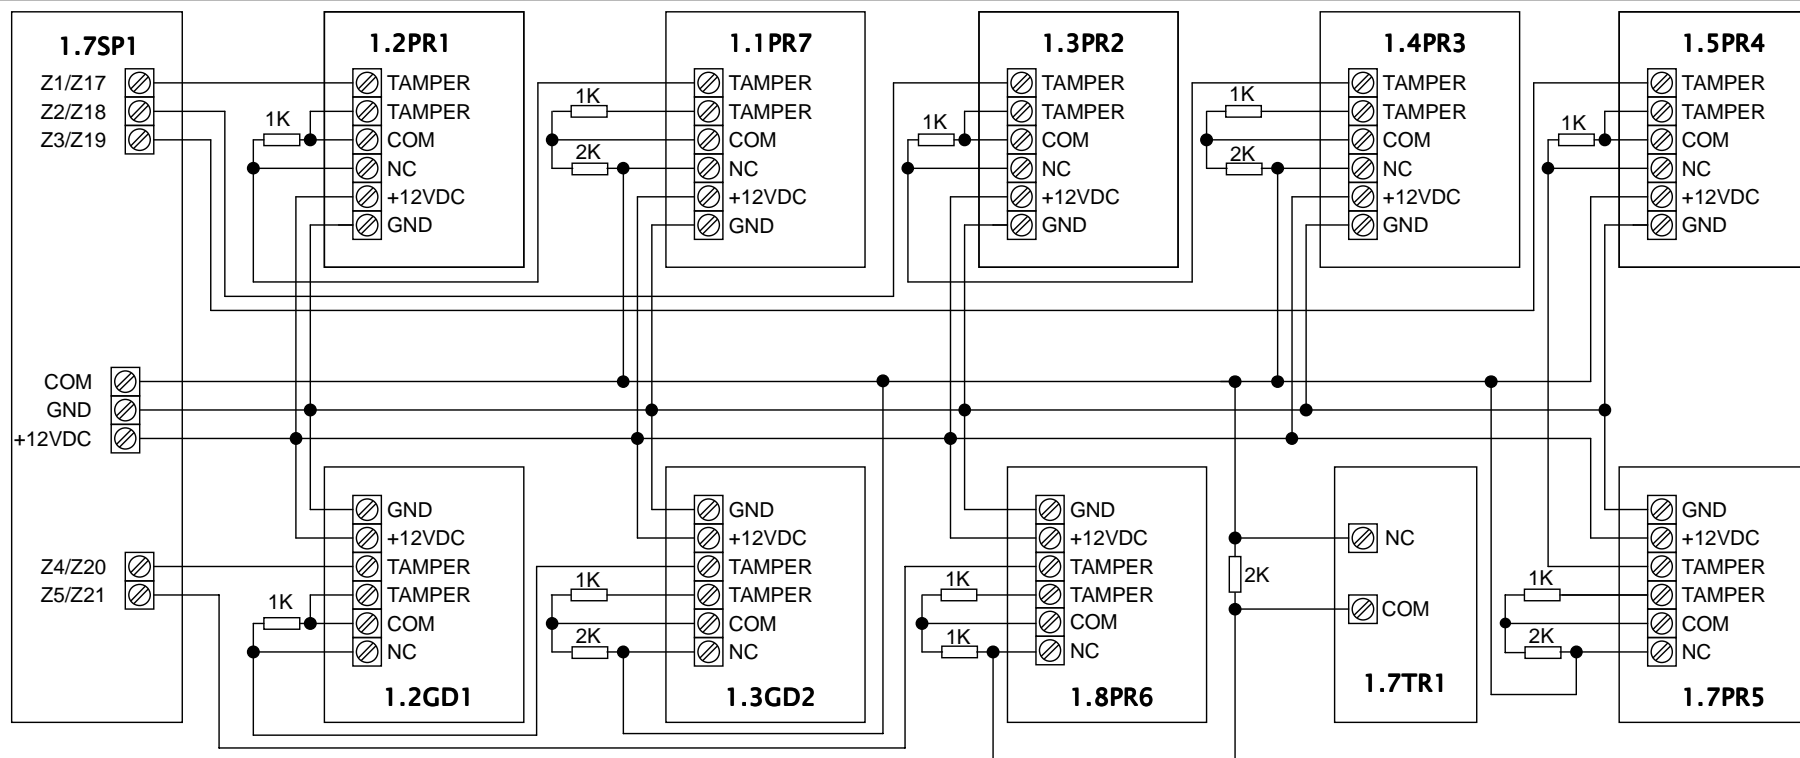 1.7SP1
Z1/Z17
Z2/Z18
Z3/Z19
COM
GND
+12VDC
Z4/Z20
Z5/Z21
1.2PR1
TAMPER
TAMPER
COM
NC
+12VDC
GND
1K
1.1PR7
TAMPER
TAMPER
COM
NC
+12VDC
GND
1K
2K
1.3PR2
TAMPER
TAMPER
COM
NC
+12VDC
GND
1K
1.4PR3
TAMPER
TAMPER
COM
NC
+12VDC
GND
1K
2K
1.5PR4
TAMPER
TAMPER
COM
NC
+12VDC
GND
1K
GND
+12VDC
TAMPER
TAMPER
COM
NC
1K
1.2GD1
GND
+12VDC
TAMPER
TAMPER
COM
NC
1K
2K
1.3GD2
GND
+12VDC
TAMPER
TAMPER
COM
NC
1K
1K
1.8PR6
NC
2K
COM
1.7TR1
GND
+12VDC
TAMPER
TAMPER
COM
NC
1K
2K
1.7PR5